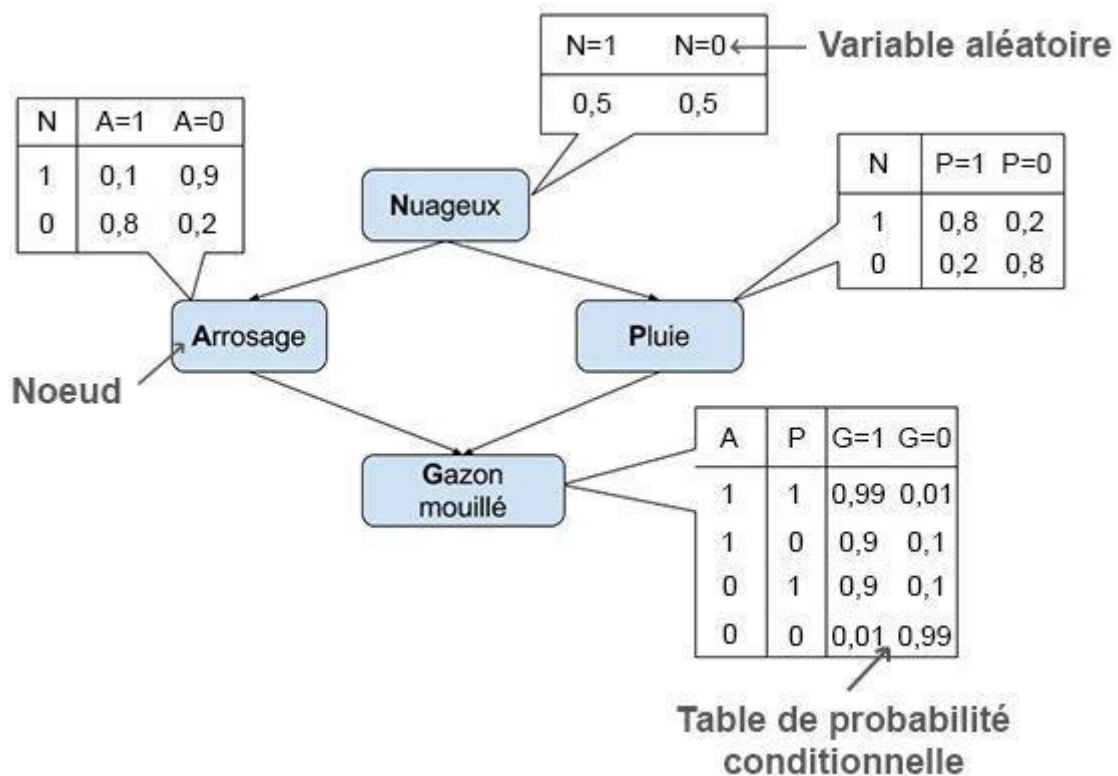 N=1 N=0
0,5 0,5
Variable aléatoire
N A=1 A=0
1 0,1 0,9
0 0,8 0,2
N P=1 P=0
1 0,8 0,2
0 0,2 0,8
Nuageux
Arrosage
Pluie
Noeud
Gazon
mouillé
A P G=1 G=0
1 1 0,99 0,01
1 0 0,9 0,1
0 1 0,9 0,1
0 0 0,01 0,99
Table de probabilité
conditionnelle